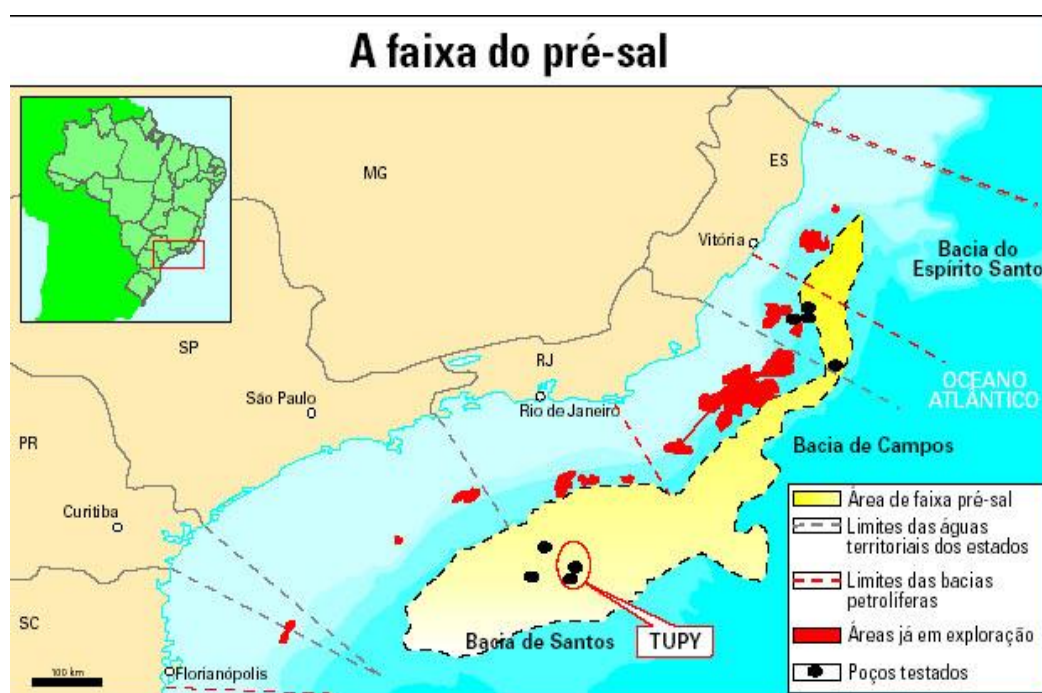 A faixa do pré-sal
MG
ES
Vitória
Bacia do
Espírito Santo
SP
RJ
São Paulo
Rio de Janeiro
OCEANO
ATLÂNTICO
PR
Bacia de Campos
Curitiba
SC
Bacia de Santos
TUPY
Florianópolis
100 km
Área de faixa pré-sal
Limites das águas
territoriais dos estados
Limites das bacias
petrolíferas
Áreas já em exploração
Poços testados